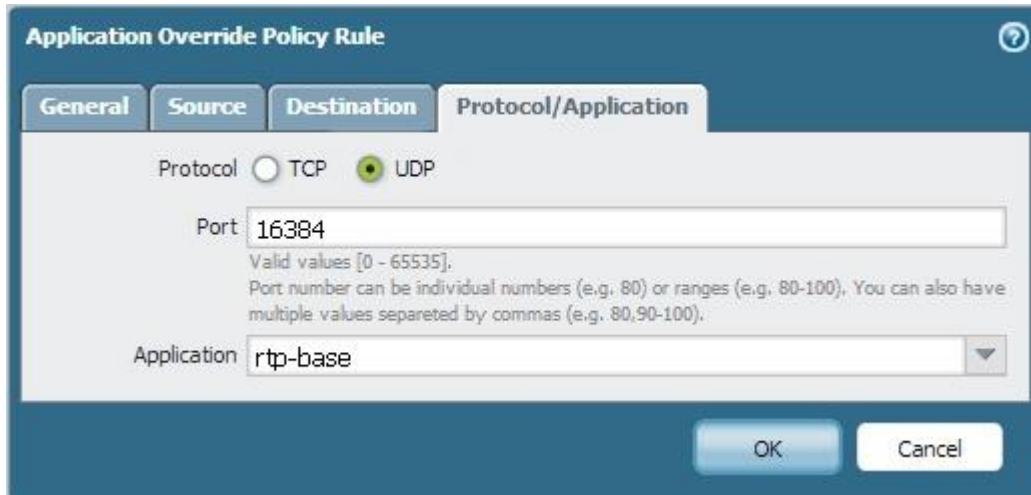 Application Override Policy Rule
General Source Destination Protocol/Application
Protocol TCP UDP
Port 16384
Valid values [0 - 65535].
Port number can be individual numbers (e.g. 80) or ranges (e.g. 80-100). You can also have
multiple values separeted by commas (e.g. 80,90-100).
Application rtp-base
OK Cancel